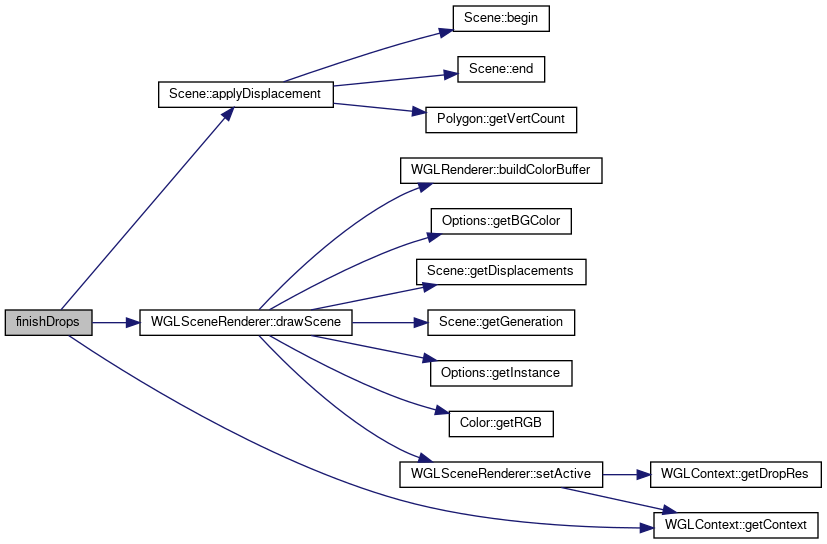 Scene::begin
Scene::end
Scene::applyDisplacement
Polygon::getVertCount
WGLRenderer::buildColorBuffer
Options::getBGColor
Scene::getDisplacements
finishDrops
WGLSceneRenderer::drawScene
Scene::getGeneration
Options::getInstance
Color::getRGB
WGLSceneRenderer::setActive
WGLContext::getDropRes
WGLContext::getContext